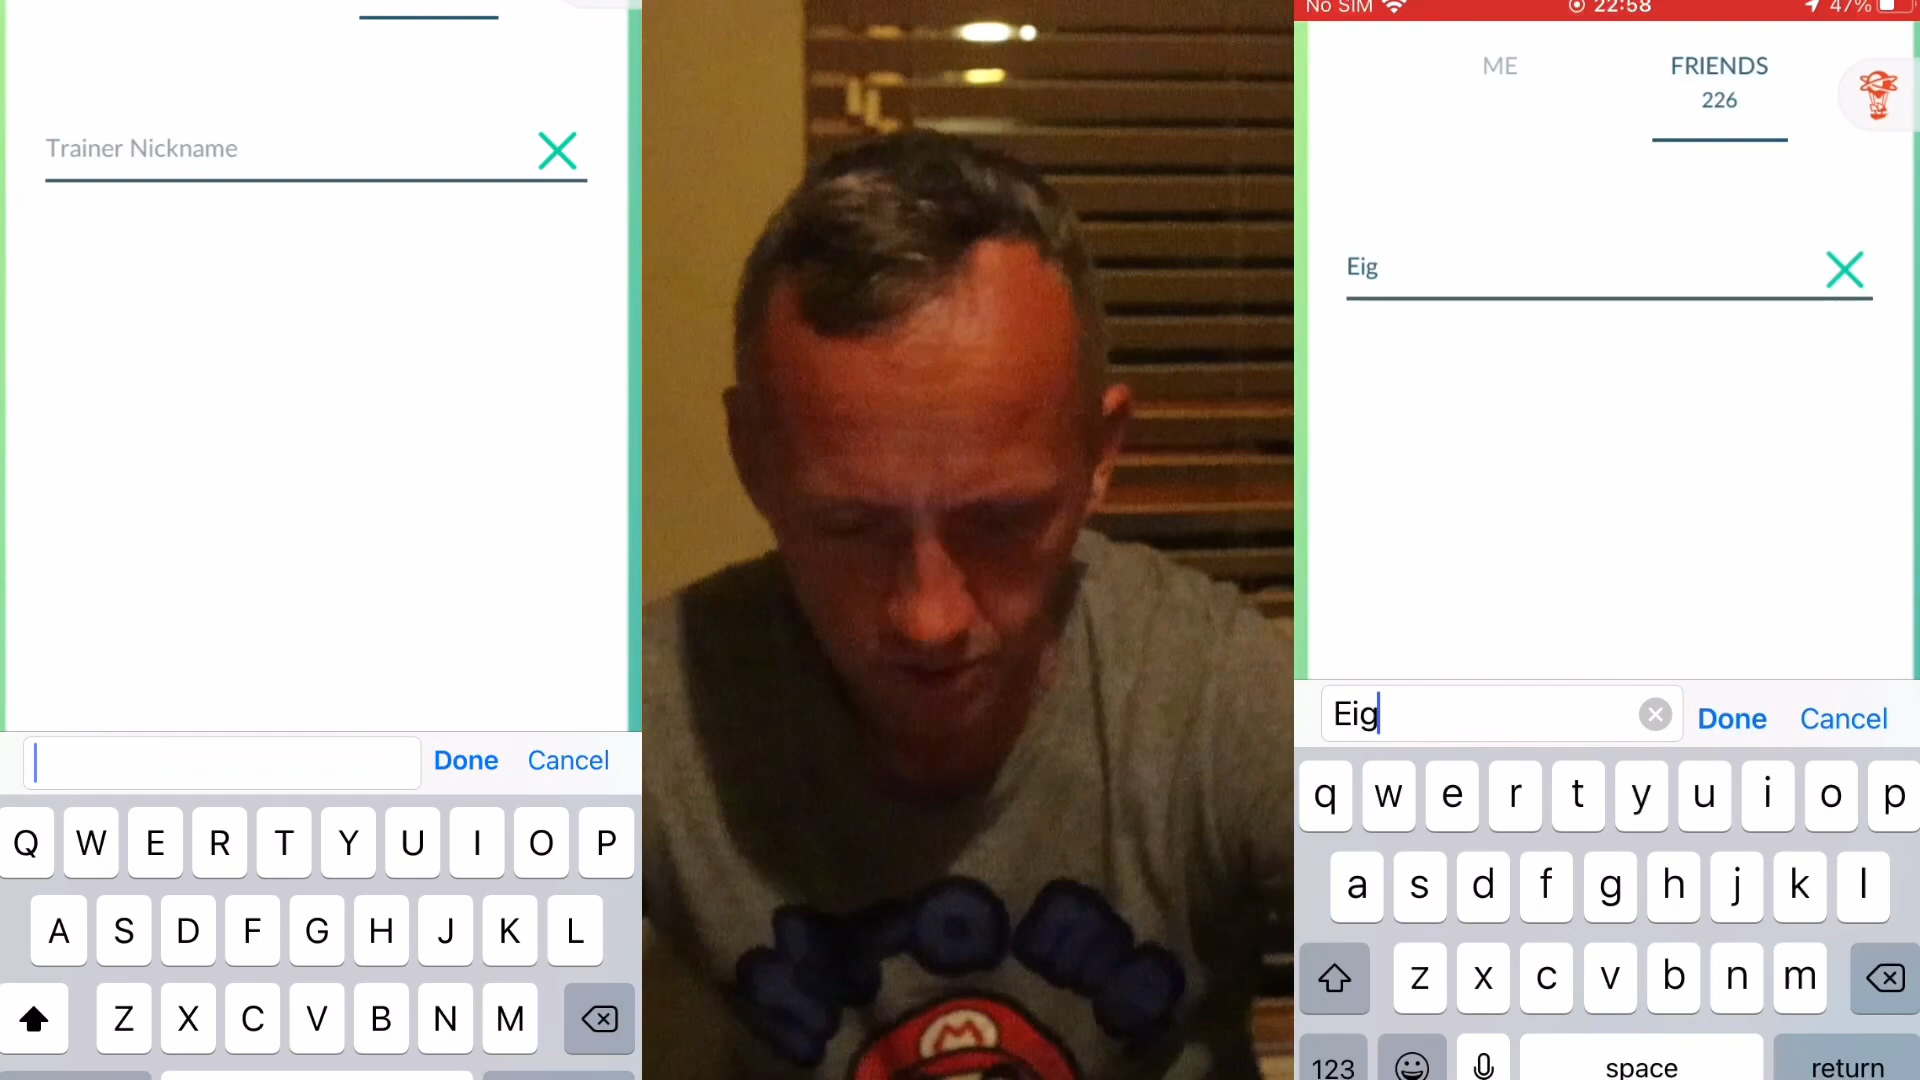 Trainer Nickname
Done Cancel
Q W E R T Y U I O P
A S D F G H J K L
Z X C V B N M
M
No SIM 22:58 47%
ME FRIENDS
226
Eig
Eig Done Cancel
q w e r t y u i o p
a s d f g h j k l
z x c v b n m
123 space return